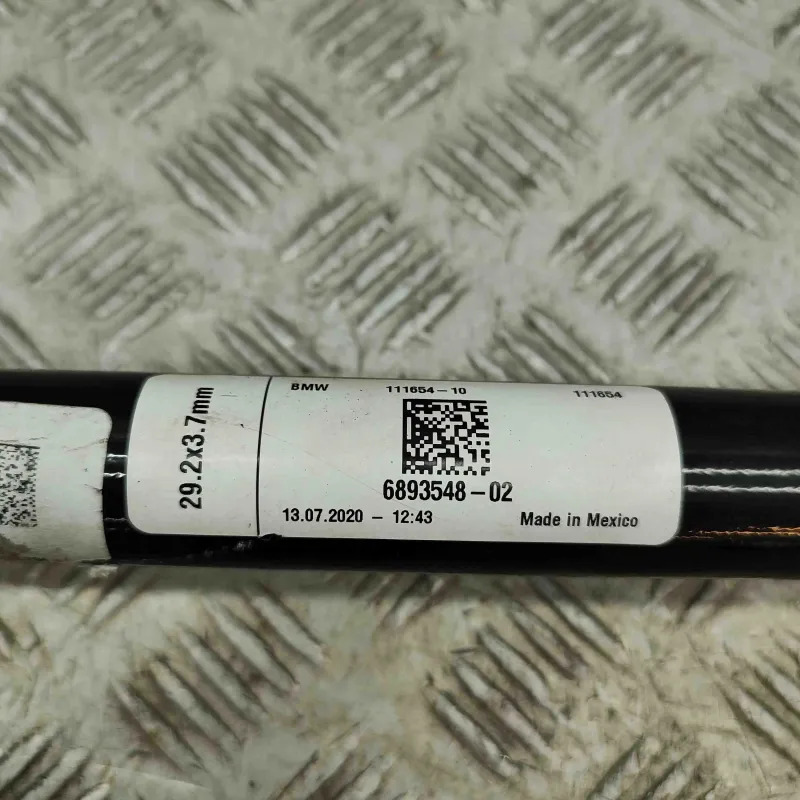 29.2x3.7mm
BMW 111654-10 111654
6893548-02
13.07.2020 - 12:43 Made in Mexico